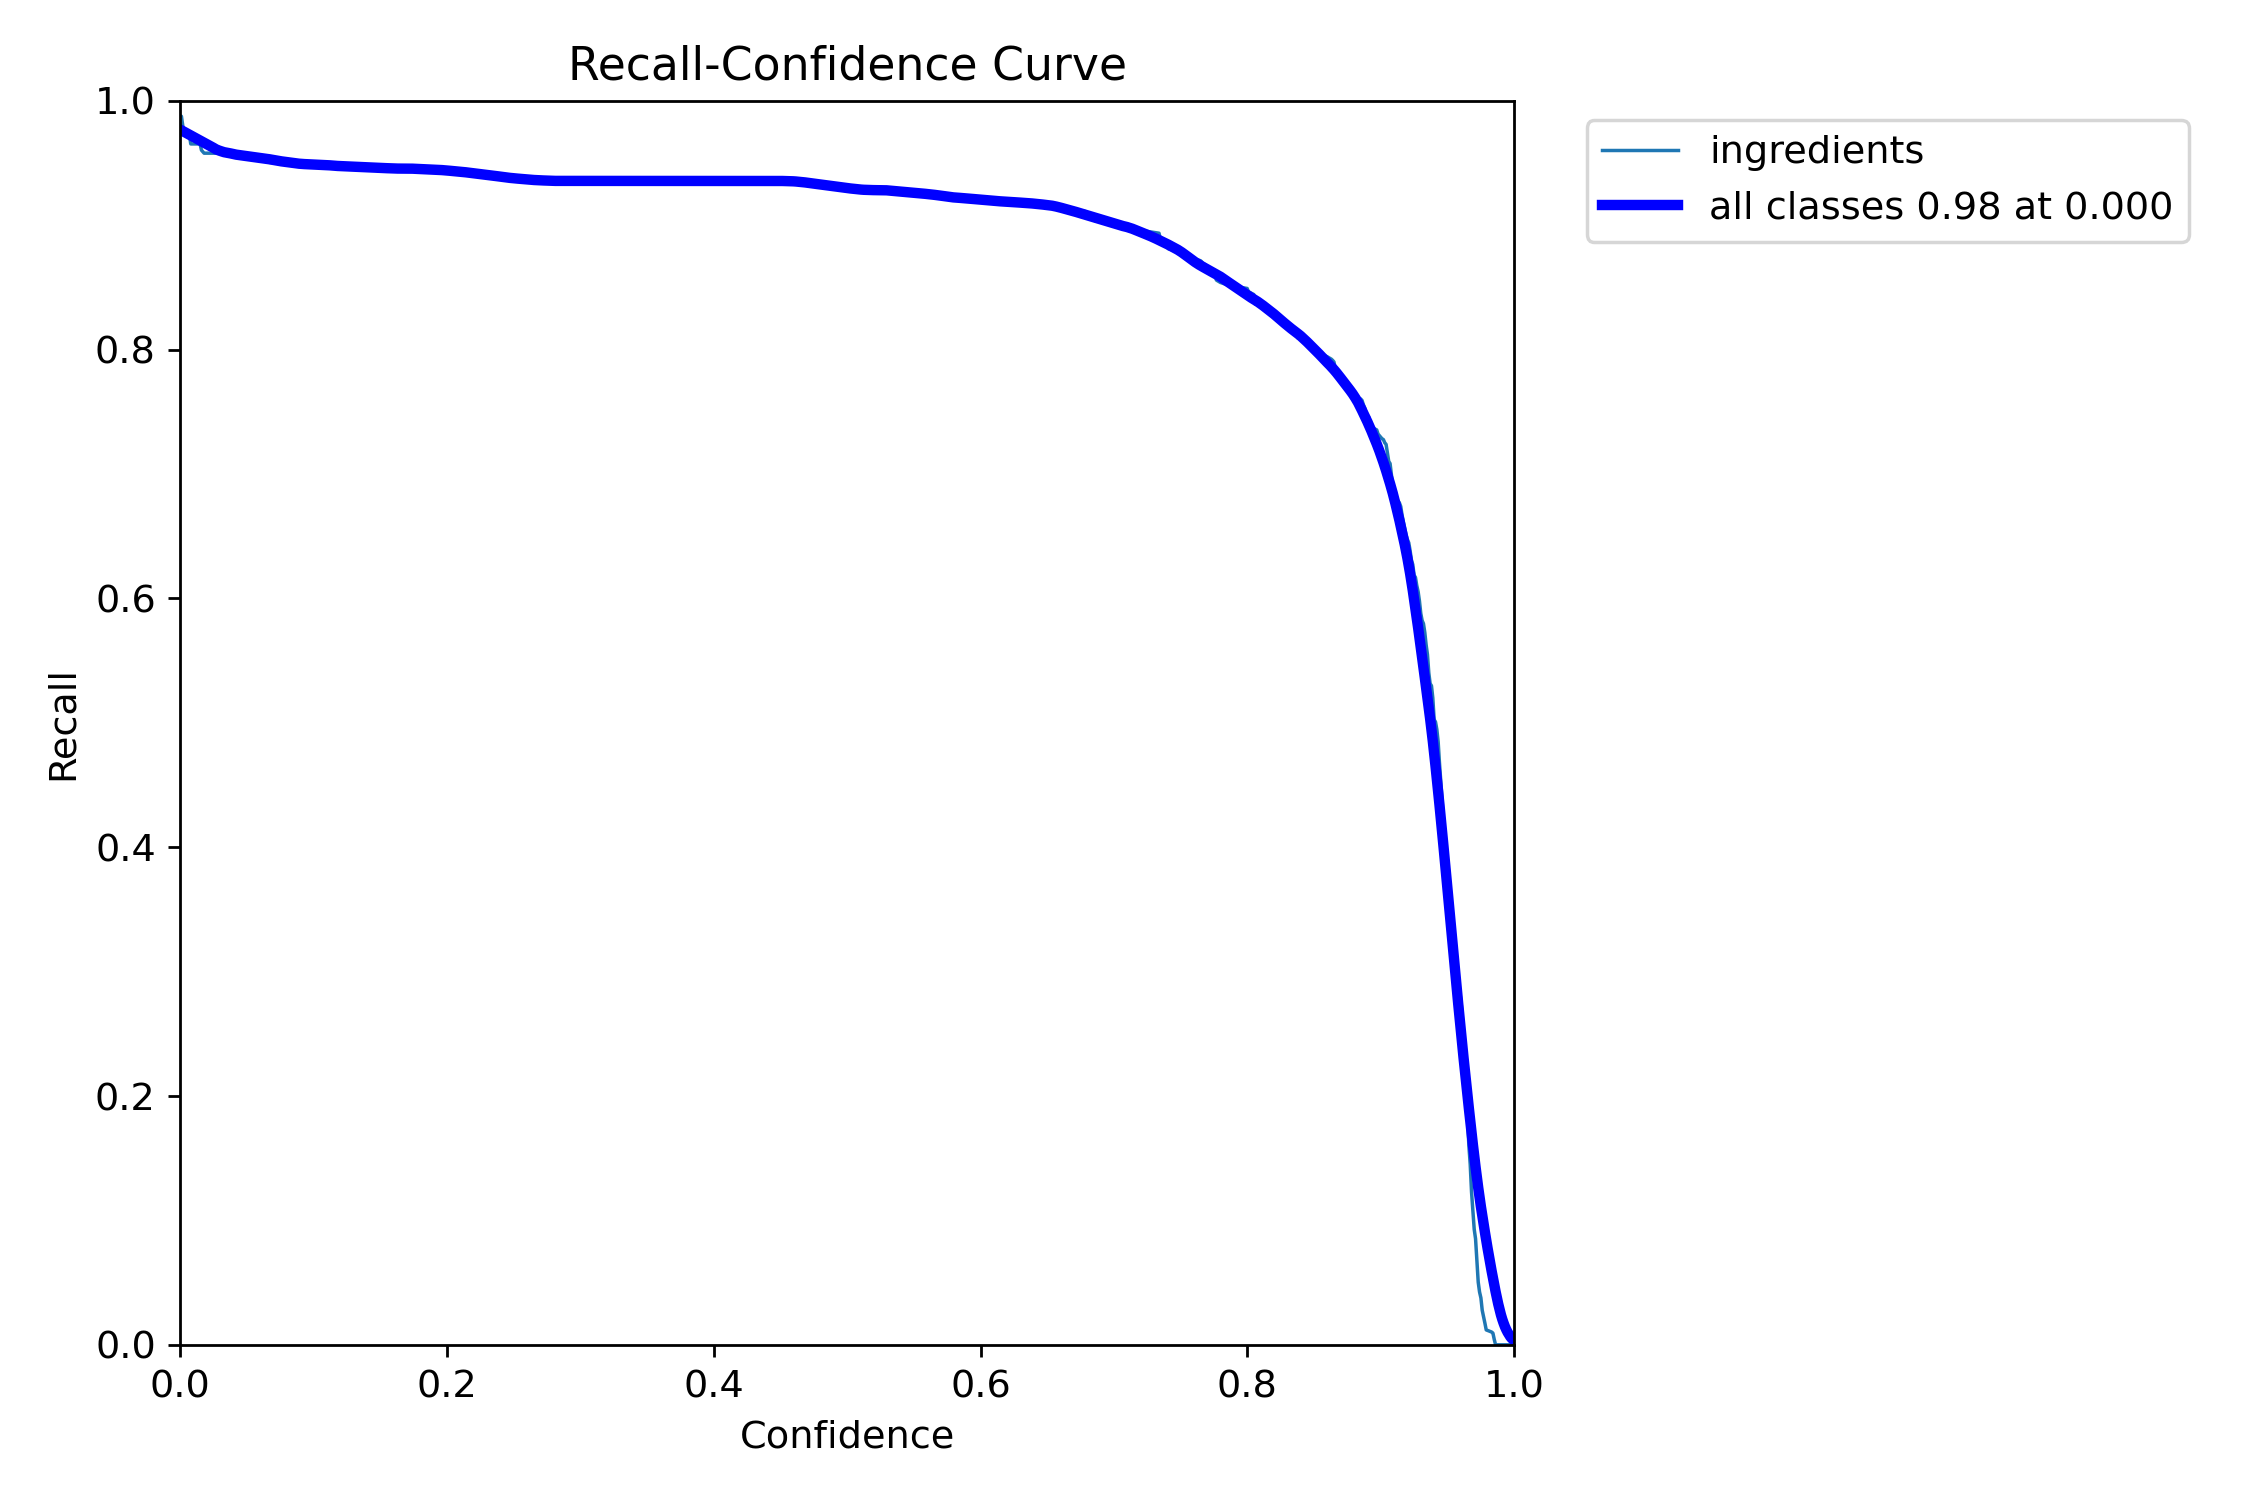 Recall-Confidence Curve
1.0
0.8
0.6
0.4
0.2
0.0
Recall
0.0 0.2 0.4 0.6 0.8 1.0
Confidence
ingredients
all classes 0.98 at 0.000